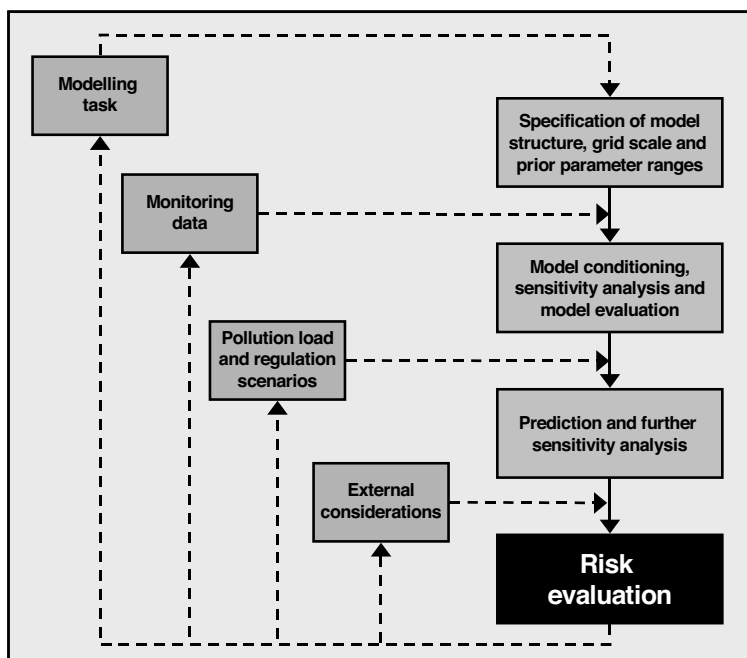 Modelling
task
Specification of model
structure, grid scale and
prior parameter ranges
Monitoring
data
Model conditioning,
sensitivity analysis and
model evaluation
Pollution load
and regulation
scenarios
Prediction and further
sensitivity analysis
External
considerations
Risk
evaluation